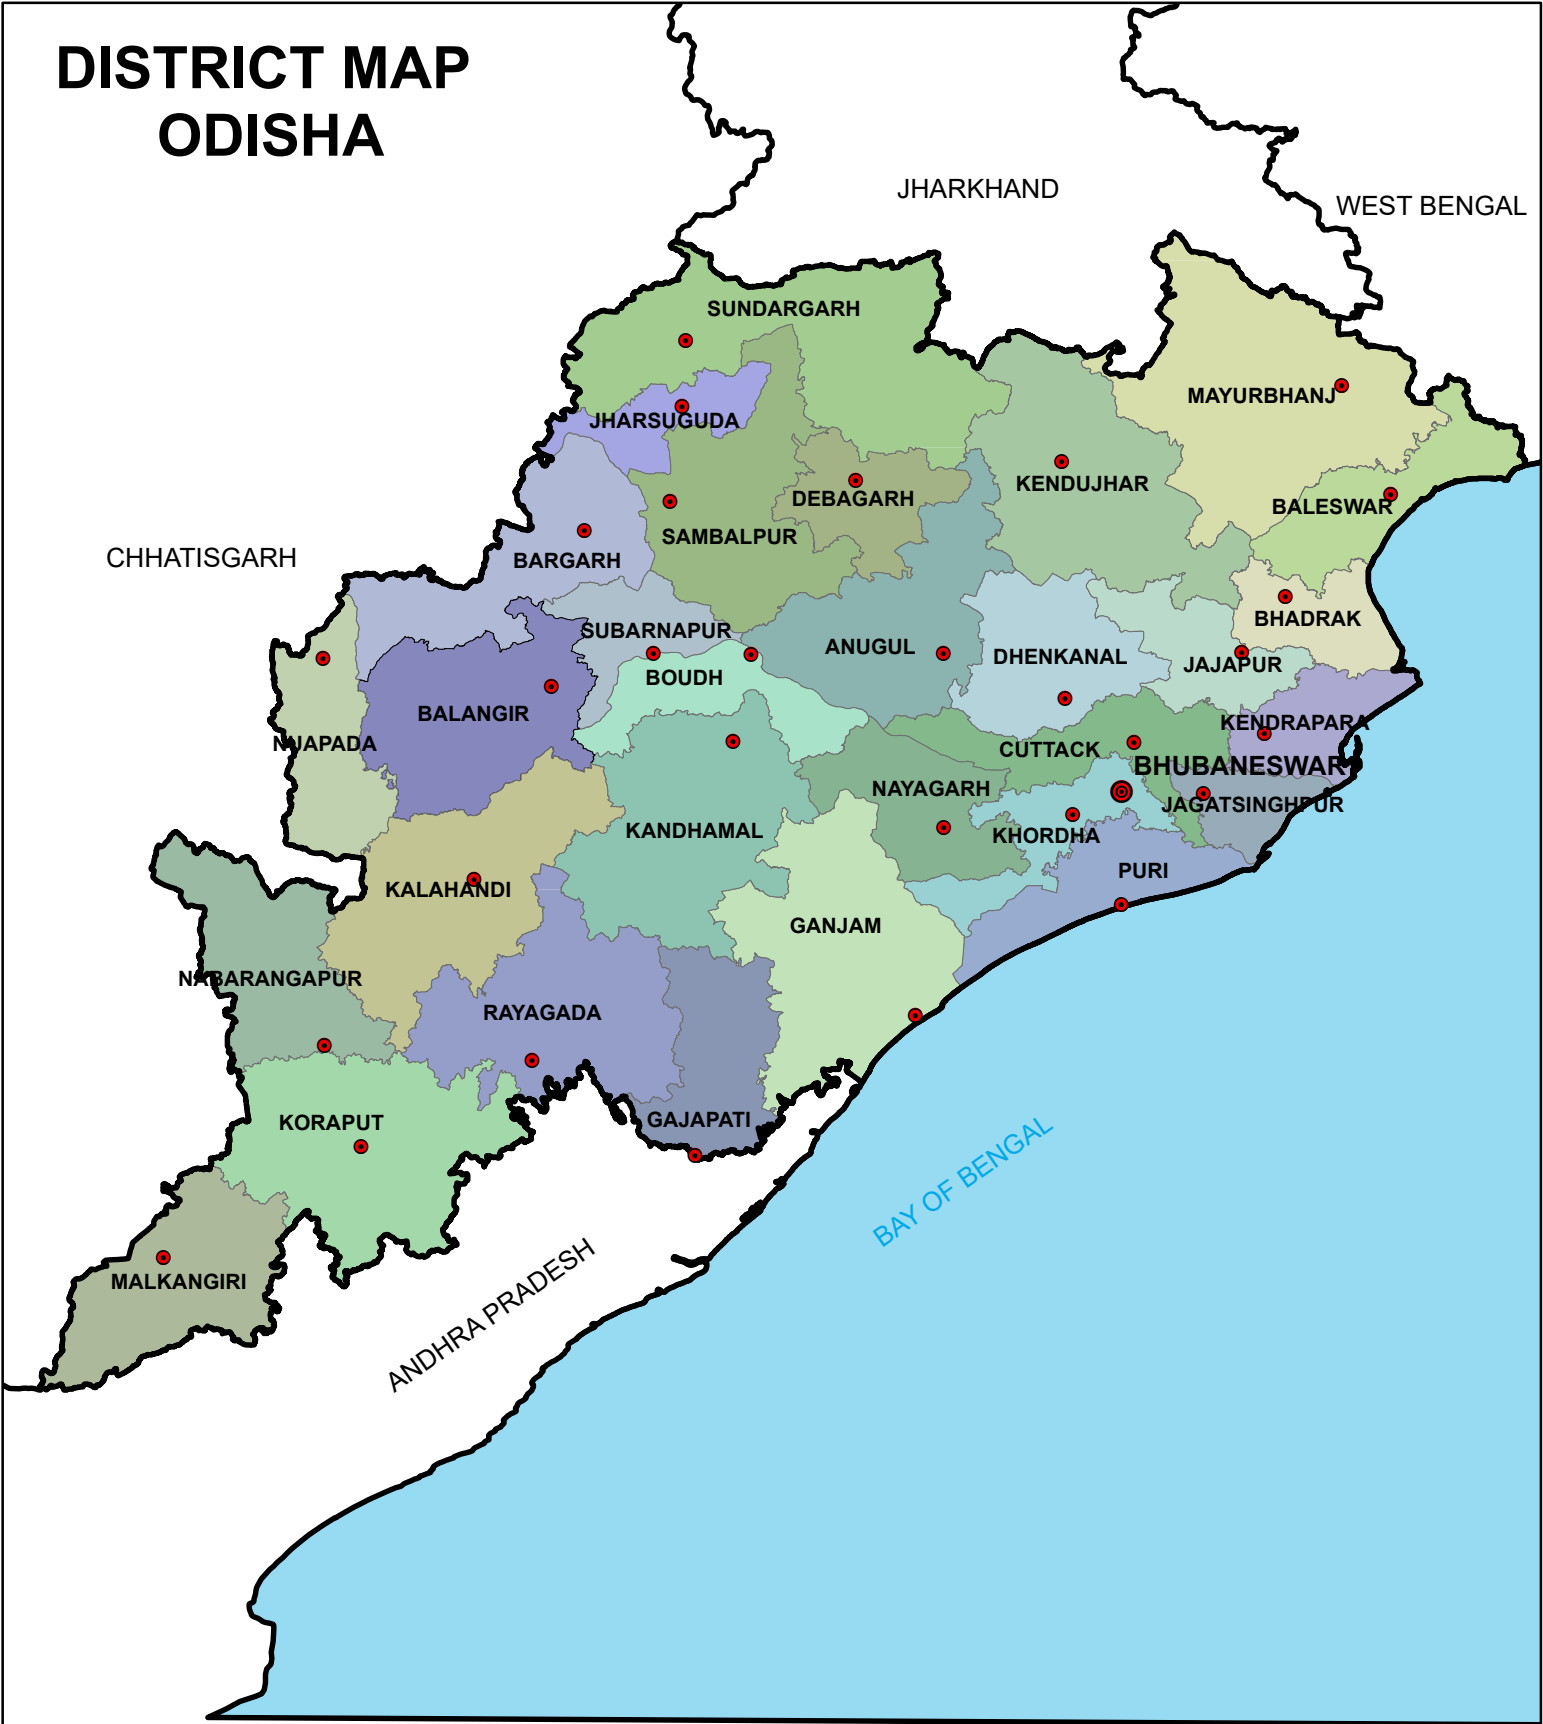 DISTRICT MAP
ODISHA
JHARKHAND
WEST BENGAL
SUNDARGARH
MAYURBHANJ
JHARSUGUDA
KENDUJHAR
DEBAGARH
BALESWAR
SAMBALPUR
CHHATISGARH
BARGARH
BHADRAK
SUBARNAPUR
ANUGUL
DHENKANAL
JAJAPUR
BOUDH
BALANGIR
KENDRAPARA
NUAPADA
CUTTACK
BHUBANESWAR
NAYAGARH
JAGATSINGHPUR
KANDHAMAL
KHORDHA
PURI
KALAHANDI
GANJAM
NABARANGAPUR
RAYAGADA
GAJAPATI
KORAPUT
BAY OF BENGAL
MALKANGIRI
ANDHRA PRADESH